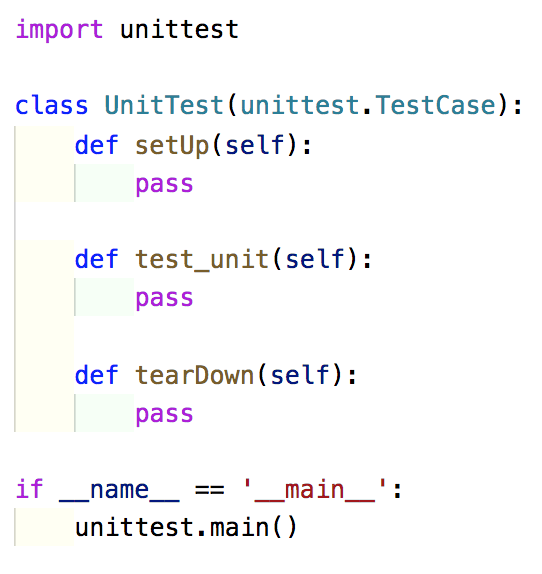 import unittest

class UnitTest(unittest.TestCase):
    def setUp(self):
        pass

    def test_unit(self):
        pass

    def tearDown(self):
        pass

if __name__ == '__main__':
    unittest.main()